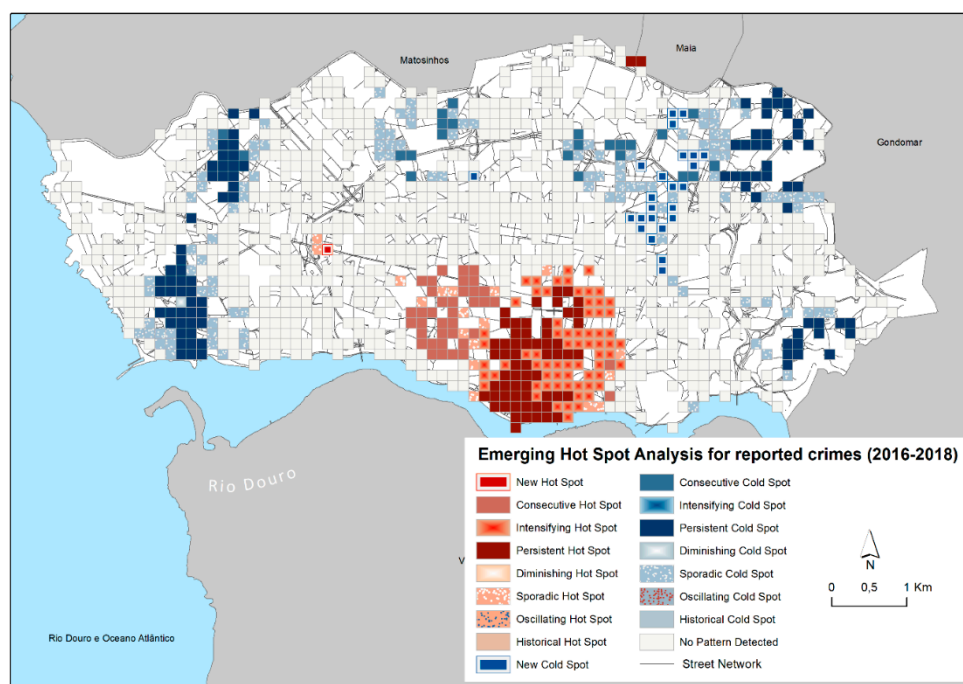 Matosinhos
Maia
Gondomar
Rio Douro
V
Emerging Hot Spot Analysis for reported crimes (2016-2018)
New Hot Spot
Consecutive Hot Spot
Intensifying Hot Spot
Persistent Hot Spot
Diminishing Hot Spot
Sporadic Hot Spot
Oscillating Hot Spot
Historical Hot Spot
New Cold Spot
Consecutive Cold Spot
Intensifying Cold Spot
Persistent Cold Spot
Diminishing Cold Spot
Sporadic Cold Spot
Oscillating Cold Spot
Historical Cold Spot
No Pattern Detected
Street Network
N
0 0,5 1 Km
Rio Douro e Oceano Atlântico